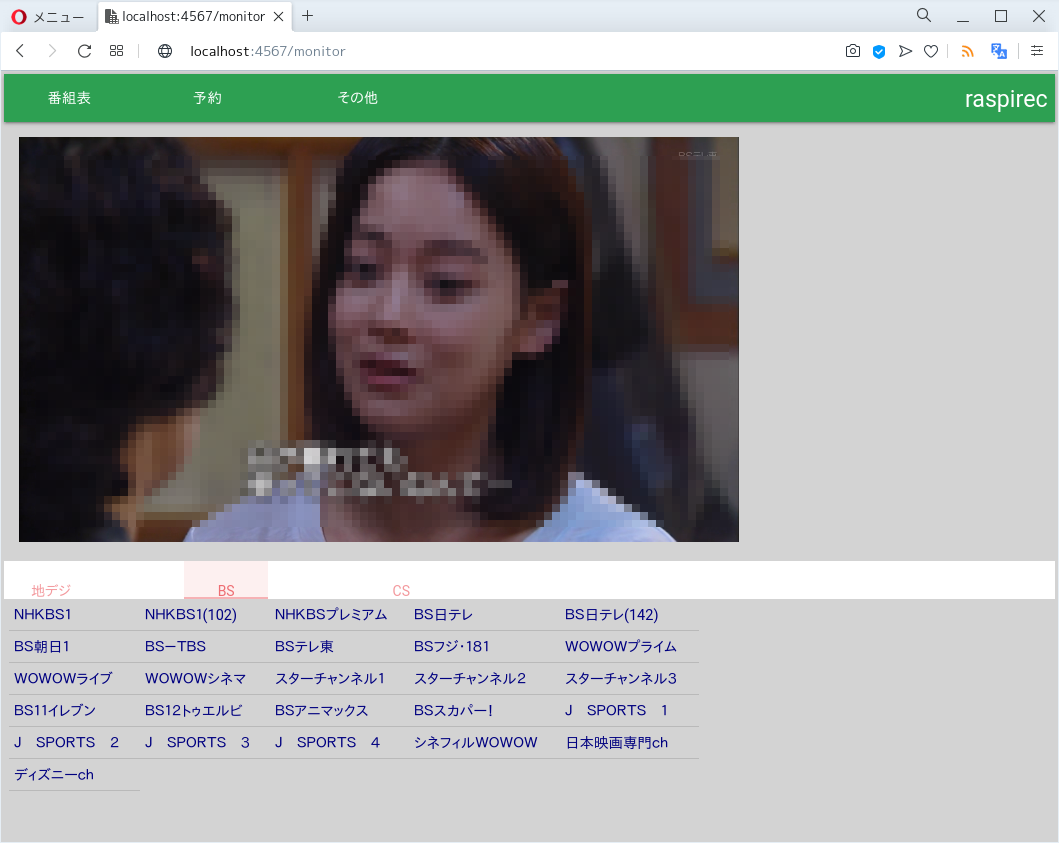 メニュー localhost:4567/monitor
localhost:4567/monitor
番組表 予約 その他 raspirec
BSテレ東
地デジ BS CS
NHKBS1 NHKBS1(102) NHKBSプレミアム BS日テレ BS日テレ(142)
BS朝日1 BS－TBS BSテレ東 BSフジ・181 WOWOWプライム
WOWOWライブ WOWOWシネマ スターチャンネル1 スターチャンネル2 スターチャンネル3
BS11イレブン BS12トゥエルビ BSアニマックス BSスカパー! J　SPORTS　1
J　SPORTS　2 J　SPORTS　3 J　SPORTS　4 シネフィルWOWOW 日本映画専門ch
ディズニーch